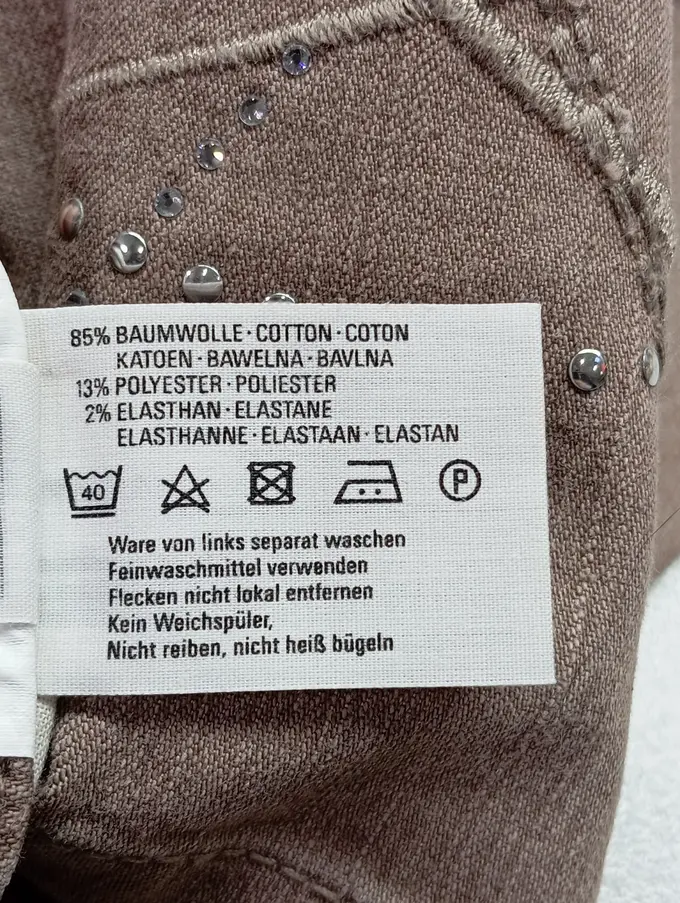 85% BAUMWOLLE·COTTON·COTON
KATOEN·BAWELNA·BAVLNA
13% POLYESTER·POLIESTER
2% ELASTHAN·ELASTANE
ELASTHANNE·ELASTAAN·ELASTAN
40 P
Ware von links separat waschen
Feinwaschmittel verwenden
Flecken nicht lokal entfernen
Kein Weichspüler,
Nicht reiben, nicht heiß bügeln